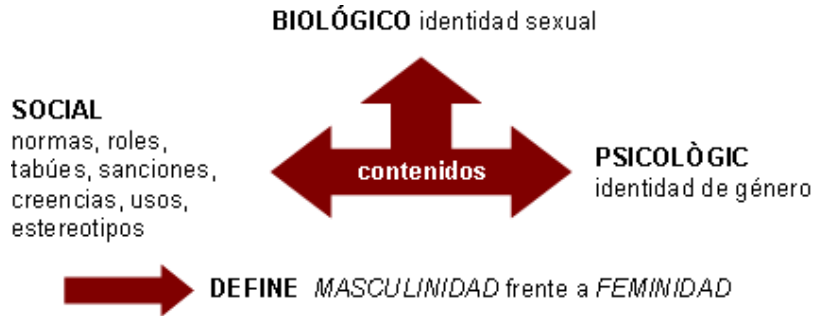 BIOLÓGICO identidad sexual
SOCIAL
normas, roles,
tabúes, sanciones,
creencias, usos,
estereotipos
contenidos
PSICOLÒGIC
identidad de género
DEFINE MASCULINIDAD frente a FEMINIDAD